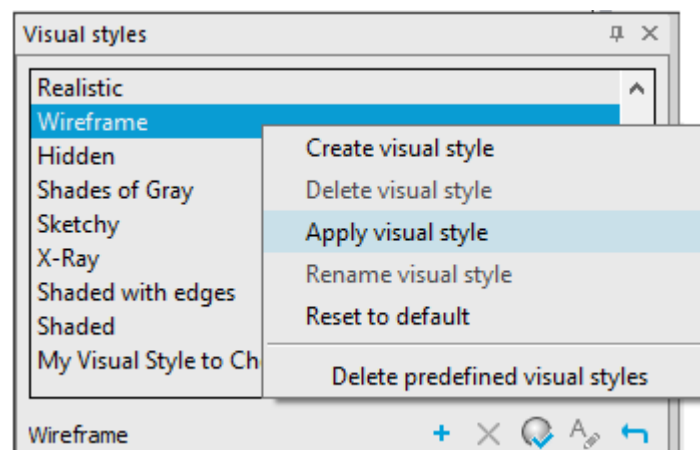 Visual styles
Realistic
Wireframe
Hidden
Shades of Gray
Sketchy
X-Ray
Shaded with edges
Shaded
My Visual Style to
Create visual style
Delete visual style
Apply visual style
Rename visual style
Reset to default
Delete predefined visual styles
Wireframe